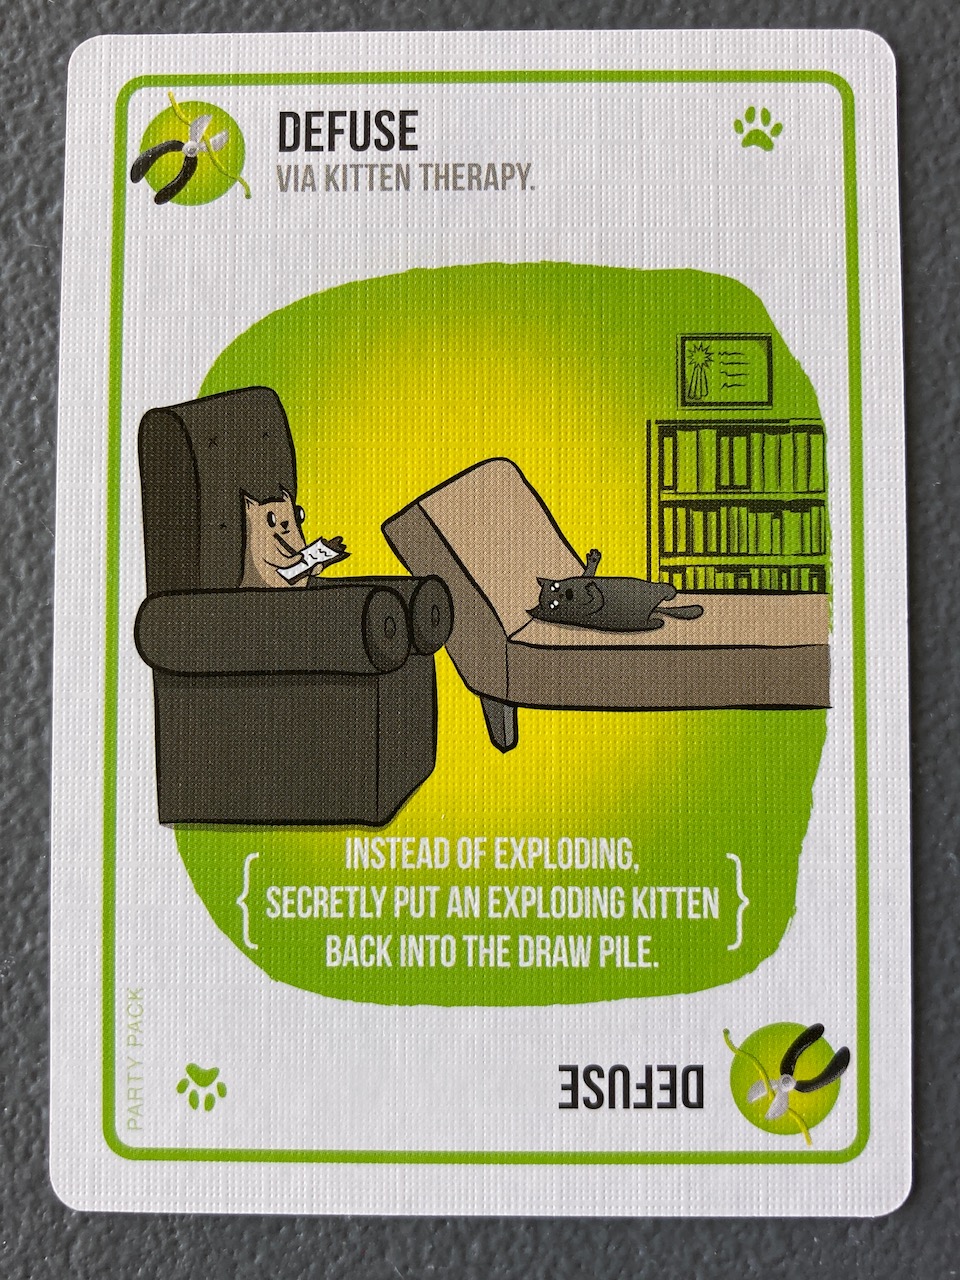 DEFUSE
VIA KITTEN THERAPY.
INSTEAD OF EXPLODING,
SECRETLY PUT AN EXPLODING KITTEN
BACK INTO THE DRAW PILE.
PARTY PACK
DEFUSE